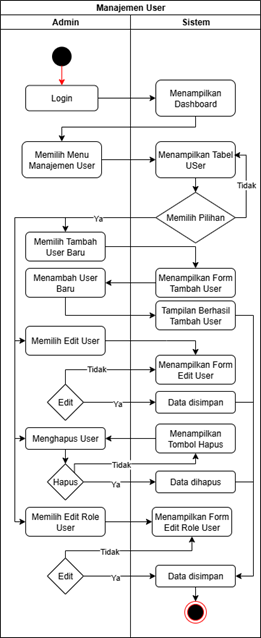 Manajemen User
Admin
Sistem
Login
Menampilkan
Dashboard
Memilih Menu
Manajemen User
Menampilkan Tabel
USer
Tidak
Ya
Memilih Pilihan
Memilih Tambah
User Baru
Menambah User
Baru
Menampilkan Form
Tambah User
Tampilan Berhasil
Tambah User
Memilih Edit User
Tidak
Menampilkan Form
Edit User
Edit
Ya
Data disimpan
Menghapus User
Menampilkan
Tombol Hapus
Tidak
Hapus
Ya
Data dihapus
Memilih Edit Role
User
Menampilkan Form
Edit Role User
Tidak
Edit
Ya
Data disimpan